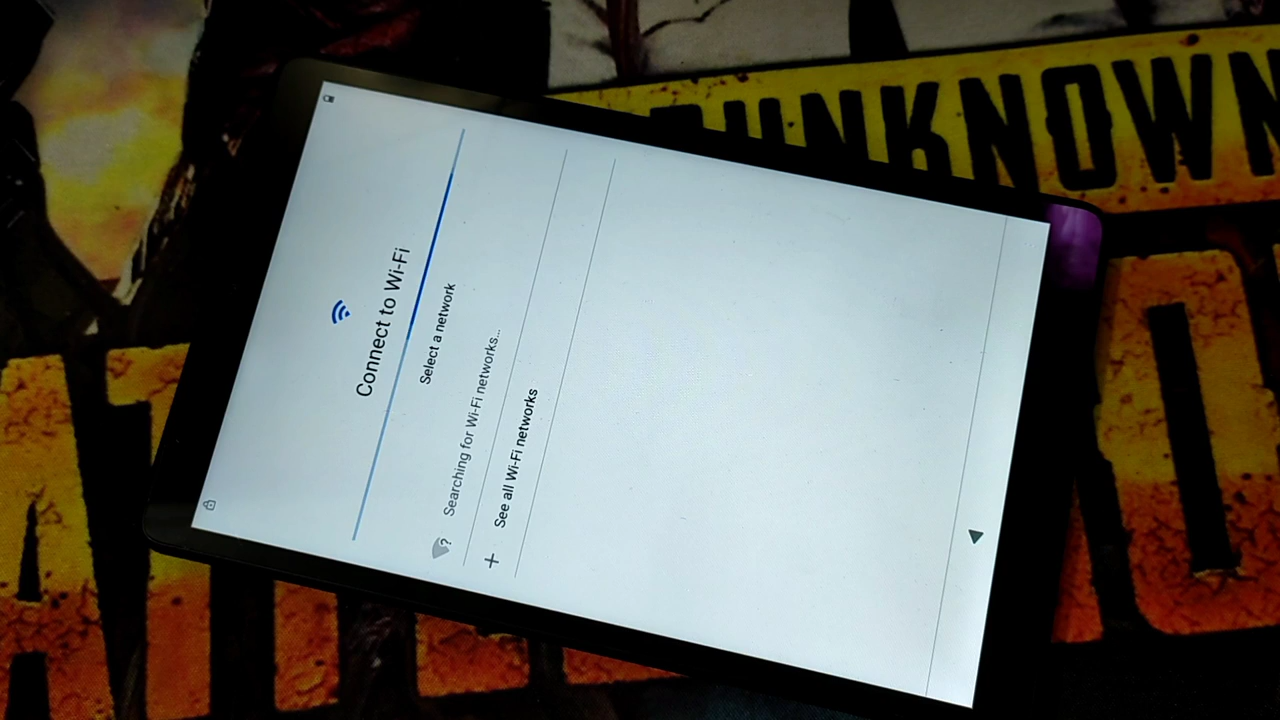 Connect to Wi-Fi
Select a network
Searching for Wi-Fi networks...
See all Wi-Fi networks
UNKNOWN